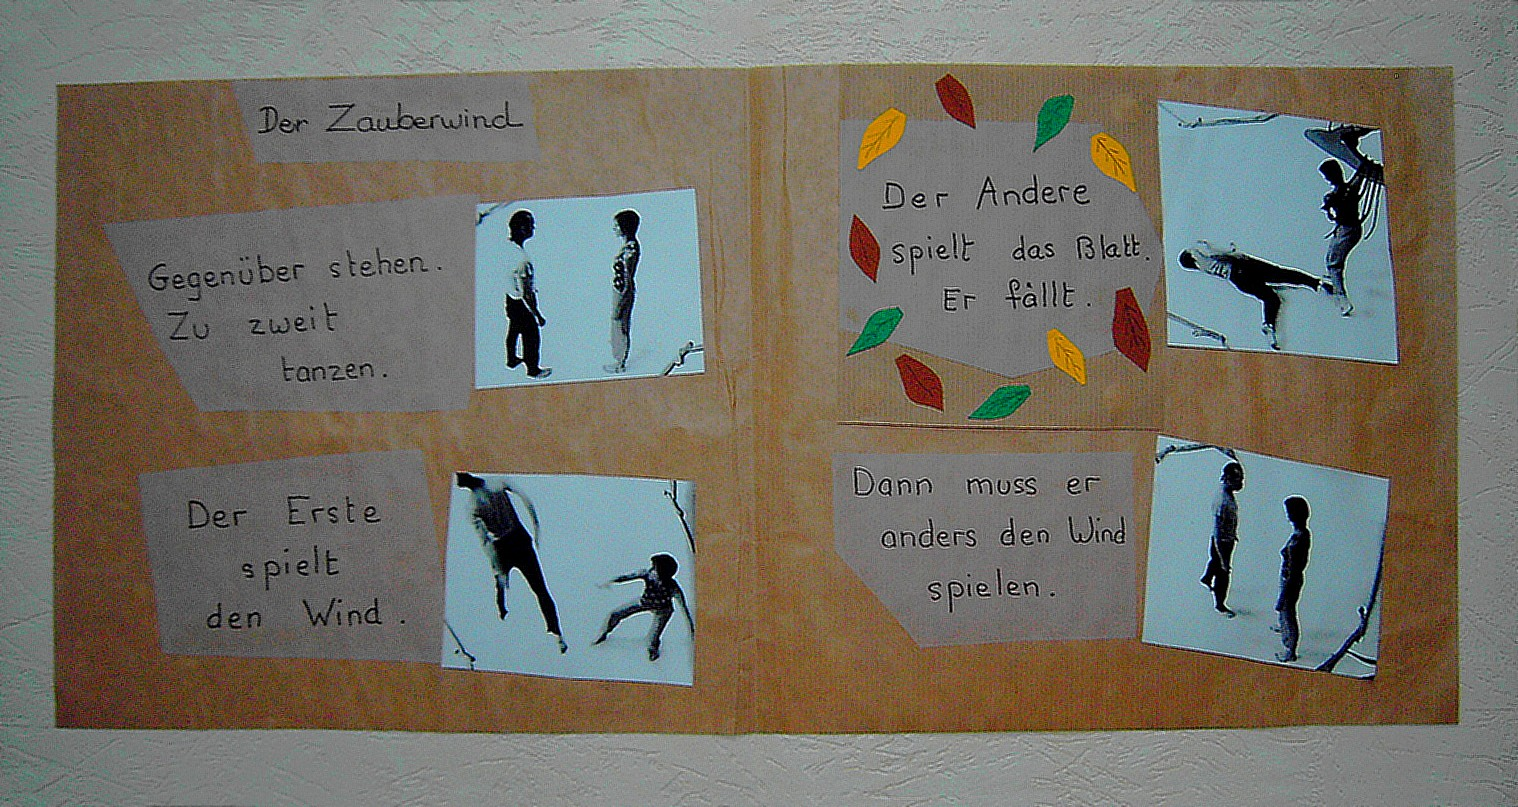 Der Zauberwind
Gegenüber stehen.
Zu zweit
tanzen.
Der Erste
spielt
den Wind.
Der Andere
spielt das Blatt.
Er fällt.
Dann muss er
anders den Wind
spielen.